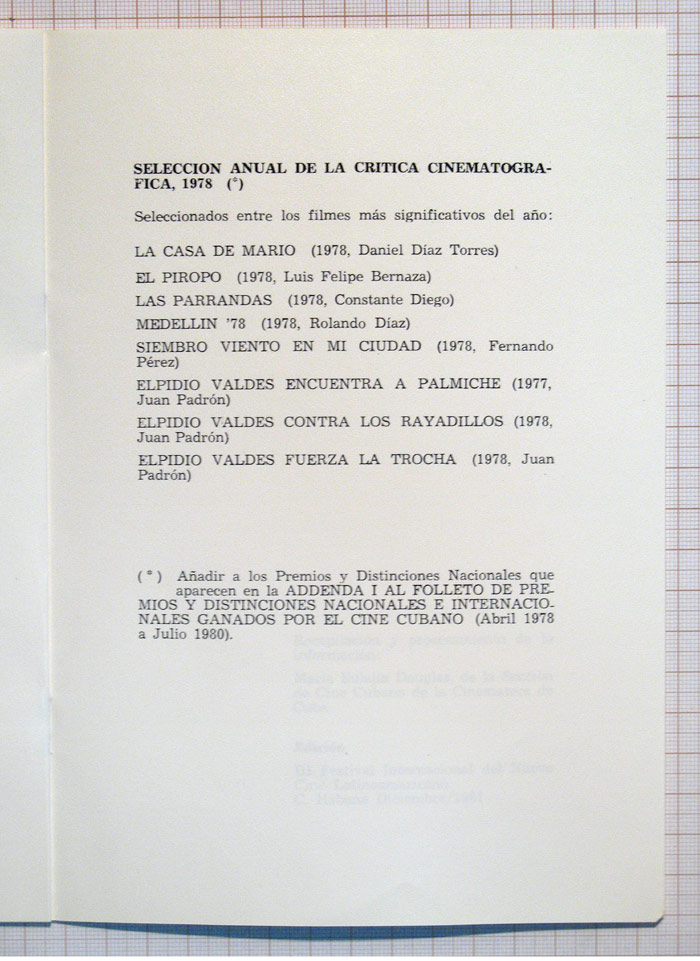 SELECCION ANUAL DE LA CRITICA CINEMATOGRA-
FICA, 1978 (*)
Seleccionados entre los filmes más significativos del año:
LA CASA DE MARIO (1978, Daniel Díaz Torres)
EL PIROPO (1978, Luis Felipe Bernaza)
LAS PARRANDAS (1978, Constante Diego)
MEDELLIN '78 (1978, Rolando Díaz)
SIEMBRO VIENTO EN MI CIUDAD (1978, Fernando
Pérez)
ELPIDIO VALDES ENCUENTRA A PALMICHE (1977,
Juan Padrón)
ELPIDIO VALDES CONTRA LOS RAYADILLOS (1978,
Juan Padrón)
ELPIDIO VALDES FUERZA LA TROCHA (1978, Juan
Padrón)
(*) Añadir a los Premios y Distinciones Nacionales que
aparecen en la ADDENDA I AL FOLLETO DE PRE-
MIOS Y DISTINCIONES NACIONALES E INTERNACIO-
NALES GANADOS POR EL CINE CUBANO (Abril 1978
a Julio 1980).